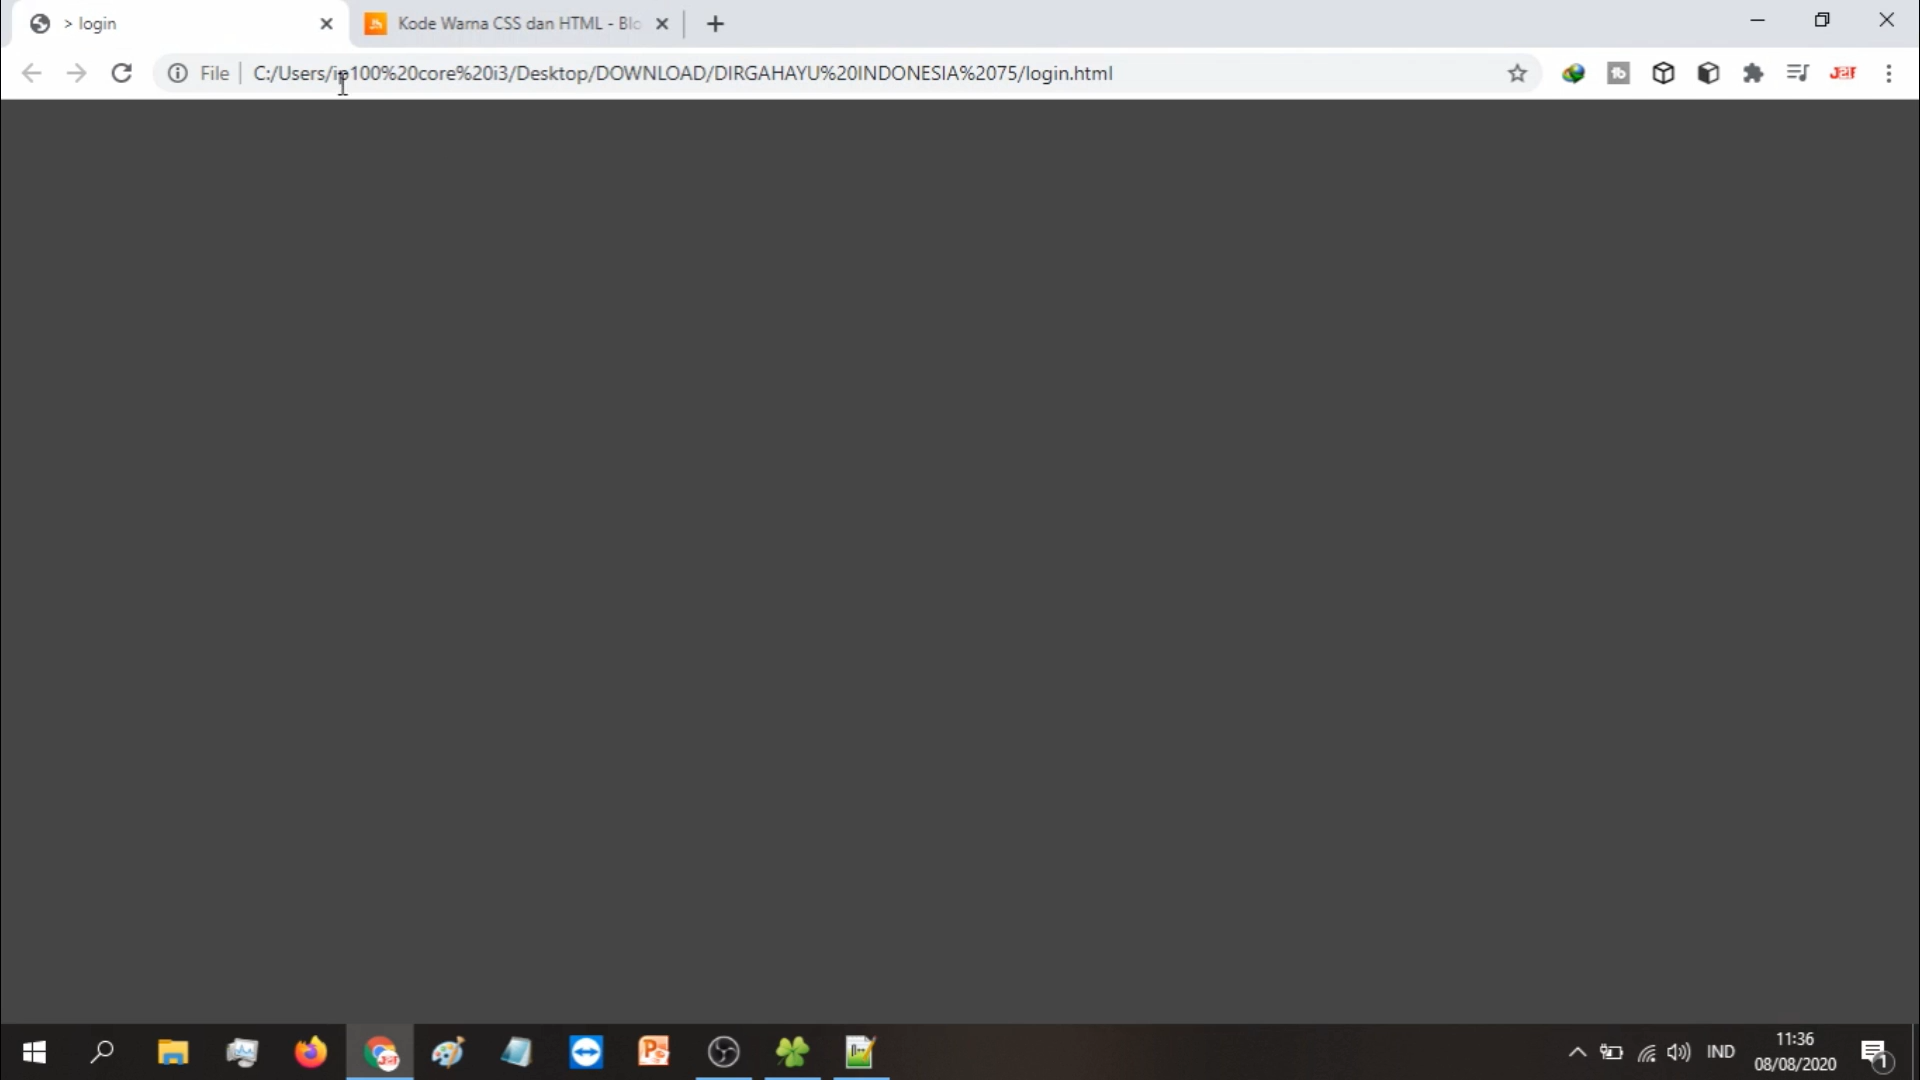 > login
Kode Warna CSS dan HTML - Blo
File
C:/Users/ip100%20core%20i3/Desktop/DOWNLOAD/DIRGAHAYU%20INDONESIA%2075/login.html
IND
11:36
08/08/2020
1